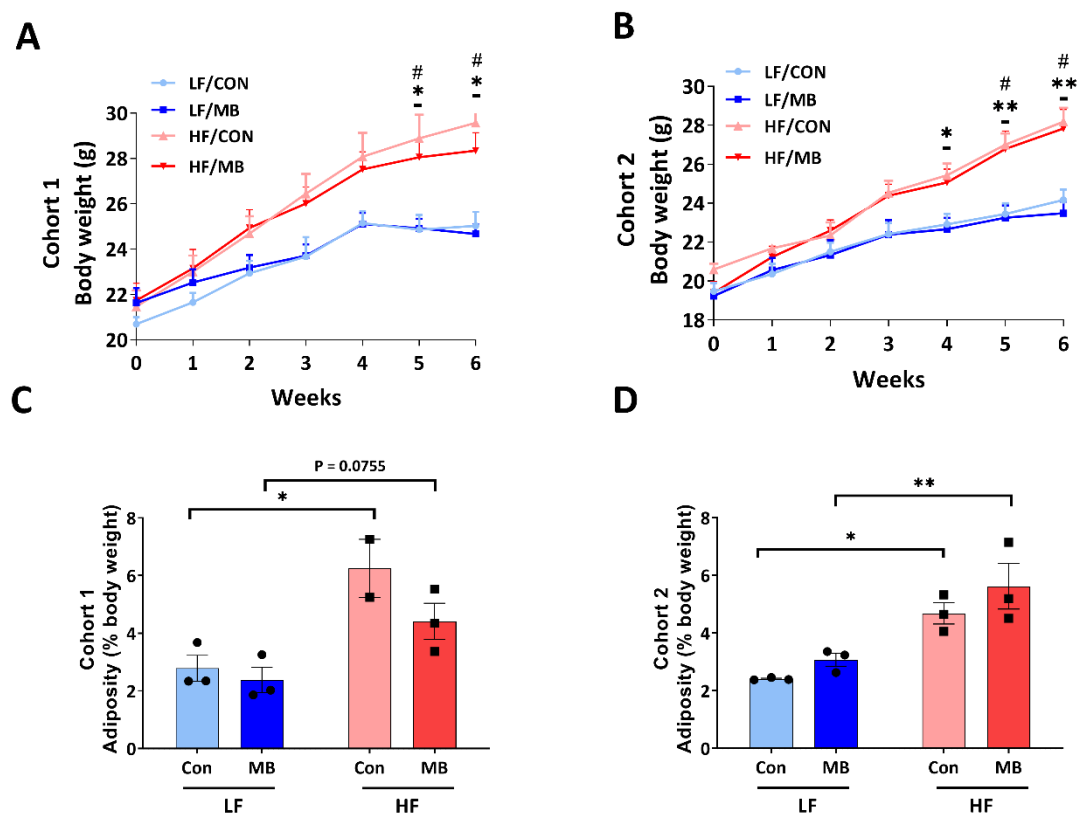 A
LF/CON
LF/MB
HF/CON
HF/MB
#
*
#
*
Cohort 1
Body weight (g)
30
28
26
24
22
20
0 1 2 3 4 5 6
Weeks
B
LF/CON
LF/MB
HF/CON
HF/MB
*
#
**
#
**
Cohort 2
Body weight (g)
30
28
26
24
22
20
18
0 1 2 3 4 5 6
Weeks
C
P = 0.0755
*
Cohort 1
Adiposity (% body weight)
8
6
4
2
0
Con MB Con MB
LF HF
D
**
*
Cohort 2
Adiposity (% body weight)
8
6
4
2
0
Con MB Con MB
LF HF